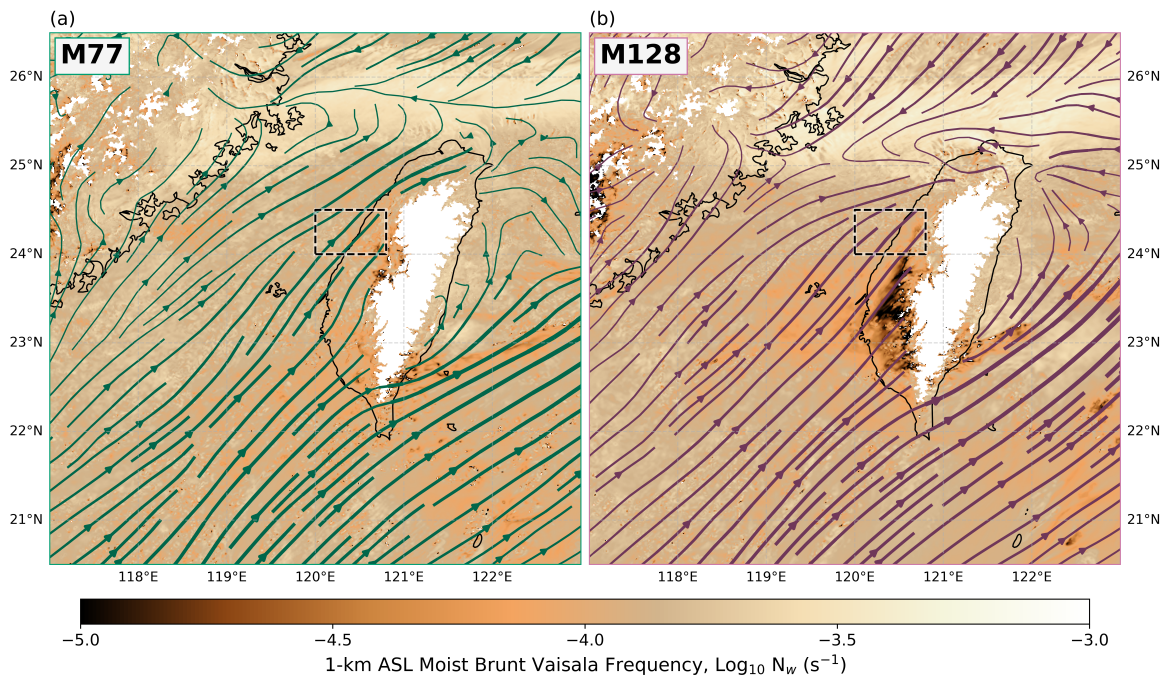 (a)
(b)
M77
M128
26°N
25°N
24°N
23°N
22°N
21°N
26°N
25°N
24°N
23°N
22°N
21°N
118°E
119°E
120°E
121°E
122°E
118°E
119°E
120°E
121°E
122°E
−5.0
−4.5
−4.0
−3.5
−3.0
1-km ASL Moist Brunt Vaisala Frequency, Log₁₀ N_w (s⁻¹)